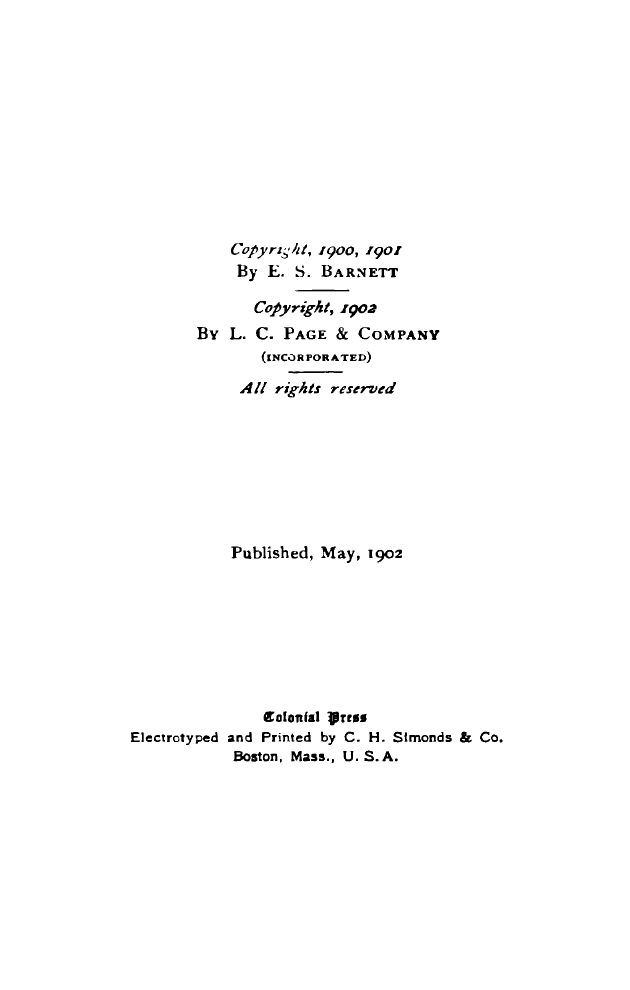 Copyright, 1900, 1901
By E. S. BARNETT
Copyright, 1902
BY L. C. PAGE & COMPANY
(INCORPORATED)
All rights reserved
Published, May, 1902
Colonial Press
Electrotyped and Printed by C. H. Simonds & Co.
Boston, Mass., U. S. A.